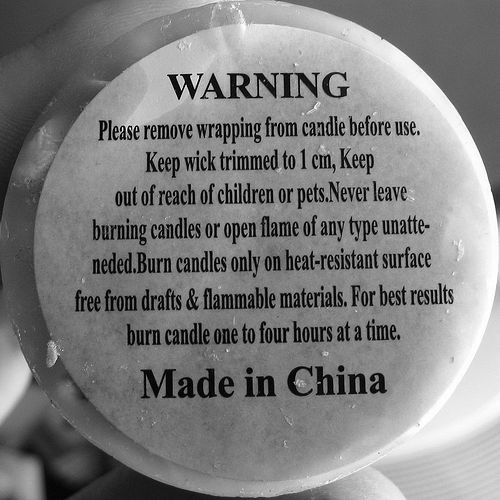 WARNING
Please remove wrapping from candle before use.
Keep wick trimmed to 1 cm, Keep
out of reach of children or pets.Never leave
burning candles or open flame of any type unatte-
neded.Burn candles only on heat-resistant surface
free from drafts & flammable materials. For best results
burn candle one to four hours at a time.
Made in China